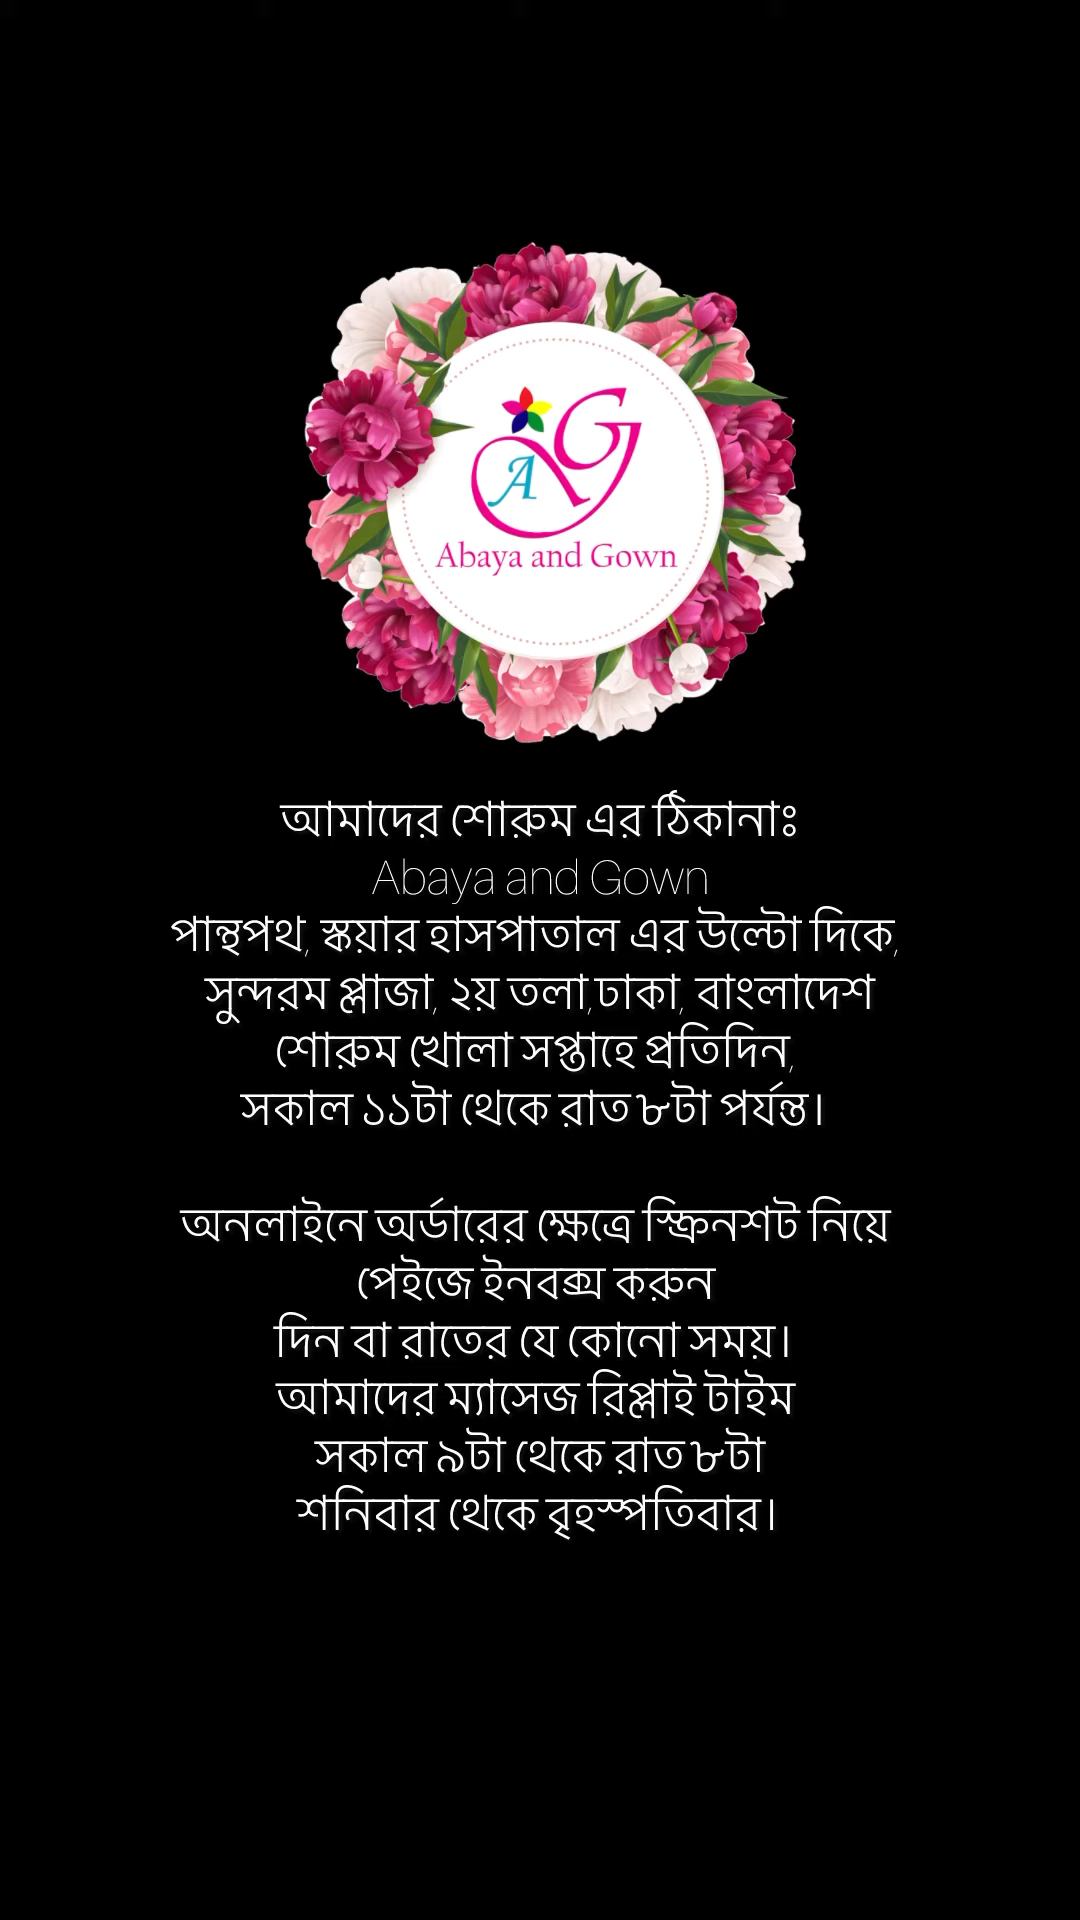 AG
A
Abaya and Gown
আমাদের শোরুম এর ঠিকানাঃ
Abaya and Gown
পান্থপথ, স্কয়ার হাসপাতাল এর উল্টো দিকে,
সুন্দরম প্লাজা, ২য় তলা,ঢাকা, বাংলাদেশ
শোরুম খোলা সপ্তাহে প্রতিদিন,
সকাল ১১টা থেকে রাত ৮টা পর্যন্ত।
অনলাইনে অর্ডারের ক্ষেত্রে স্ক্রিনশট নিয়ে
পেইজে ইনবক্স করুন
দিন বা রাতের যে কোনো সময়।
আমাদের ম্যাসেজ রিপ্লাই টাইম
সকাল ৯টা থেকে রাত ৮টা
শনিবার থেকে বৃহস্পতিবার।